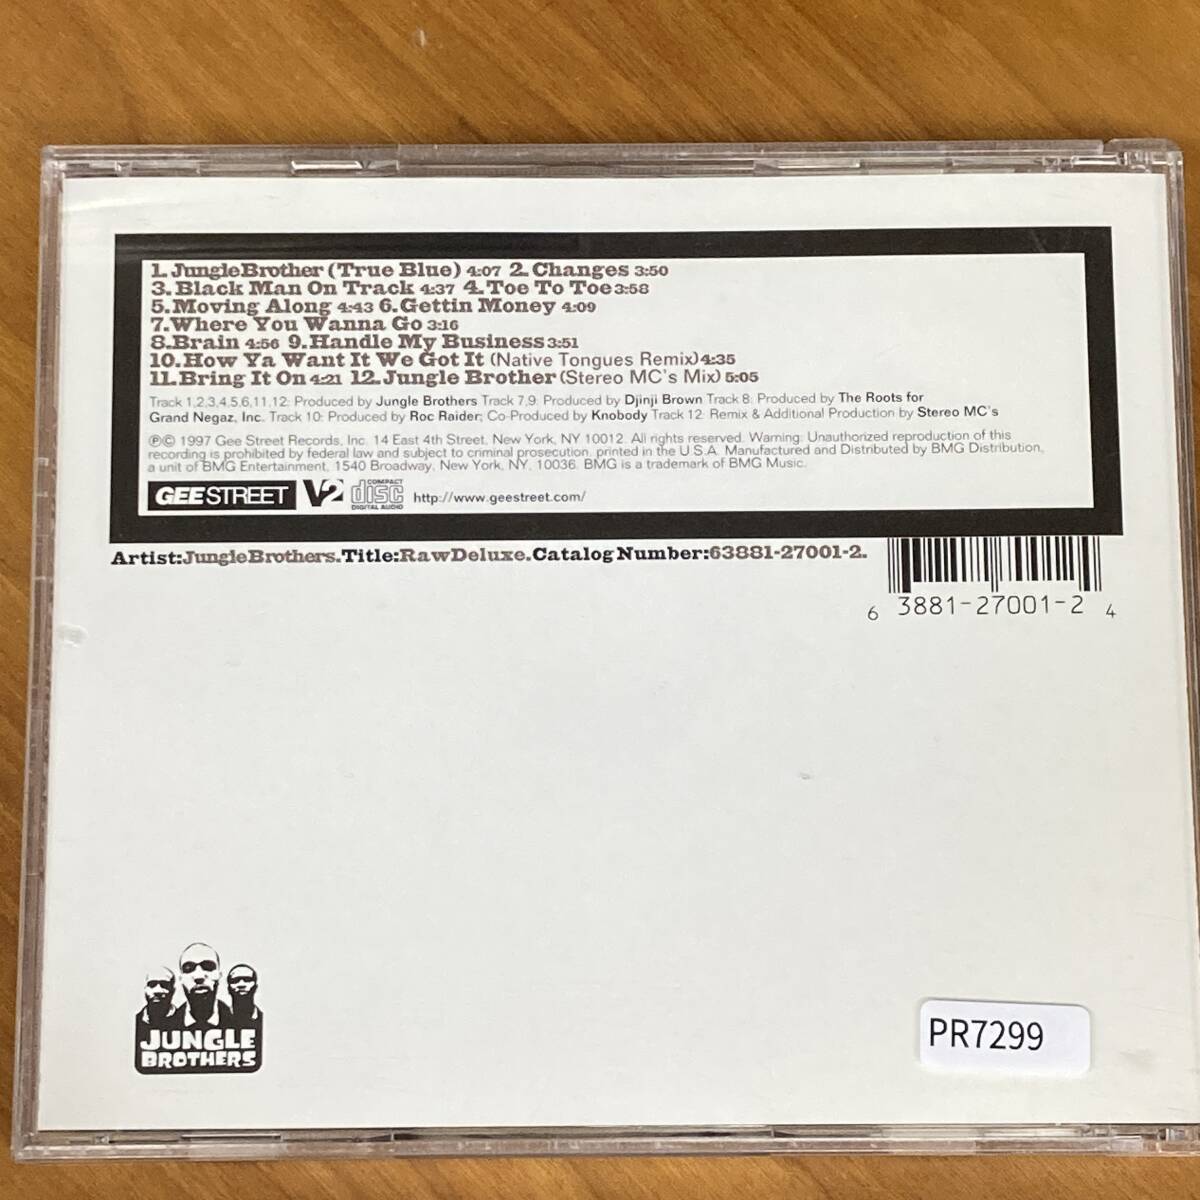 1. JungleBrother (True Blue) 4:07 2. Changes 3:50
3. Black Man On Track 4:37 4. Toe To Toe 3:58
5. Moving Along 4:43 6. Gettin Money 4:09
7. Where You Wanna Go 3:16
8. Brain 4:56 9. Handle My Business 3:51
10. How Ya Want It We Got It (Native Tongues Remix) 4:35
11. Bring It On 4:21 12. Jungle Brother (Stereo MC's Mix) 5:05
Track 1,2,3,4,5,6,11,12: Produced by Jungle Brothers Track 7,9: Produced by Djinji Brown Track 8: Produced by The Roots for
Grand Negaz, Inc. Track 10: Produced by Roc Raider; Co-Produced by Knobody Track 12: Remix & Additional Production by Stereo MC's
℗© 1997 Gee Street Records, Inc. 14 East 4th Street, New York, NY 10012. All rights reserved. Warning: Unauthorized reproduction of this
recording is prohibited by federal law and subject to criminal prosecution. printed in the U.S.A. Manufactured and Distributed by BMG Distribution,
a unit of BMG Entertainment, 1540 Broadway, New York, NY, 10036. BMG is a trademark of BMG Music.
GEE STREET V2 COMPACT disc DIGITAL AUDIO http://www.geestreet.com/
Artist:JungleBrothers.Title:RawDeluxe.Catalog Number:63881-27001-2.
6 3881-27001-2 4
JUNGLE
BROTHERS
PR7299